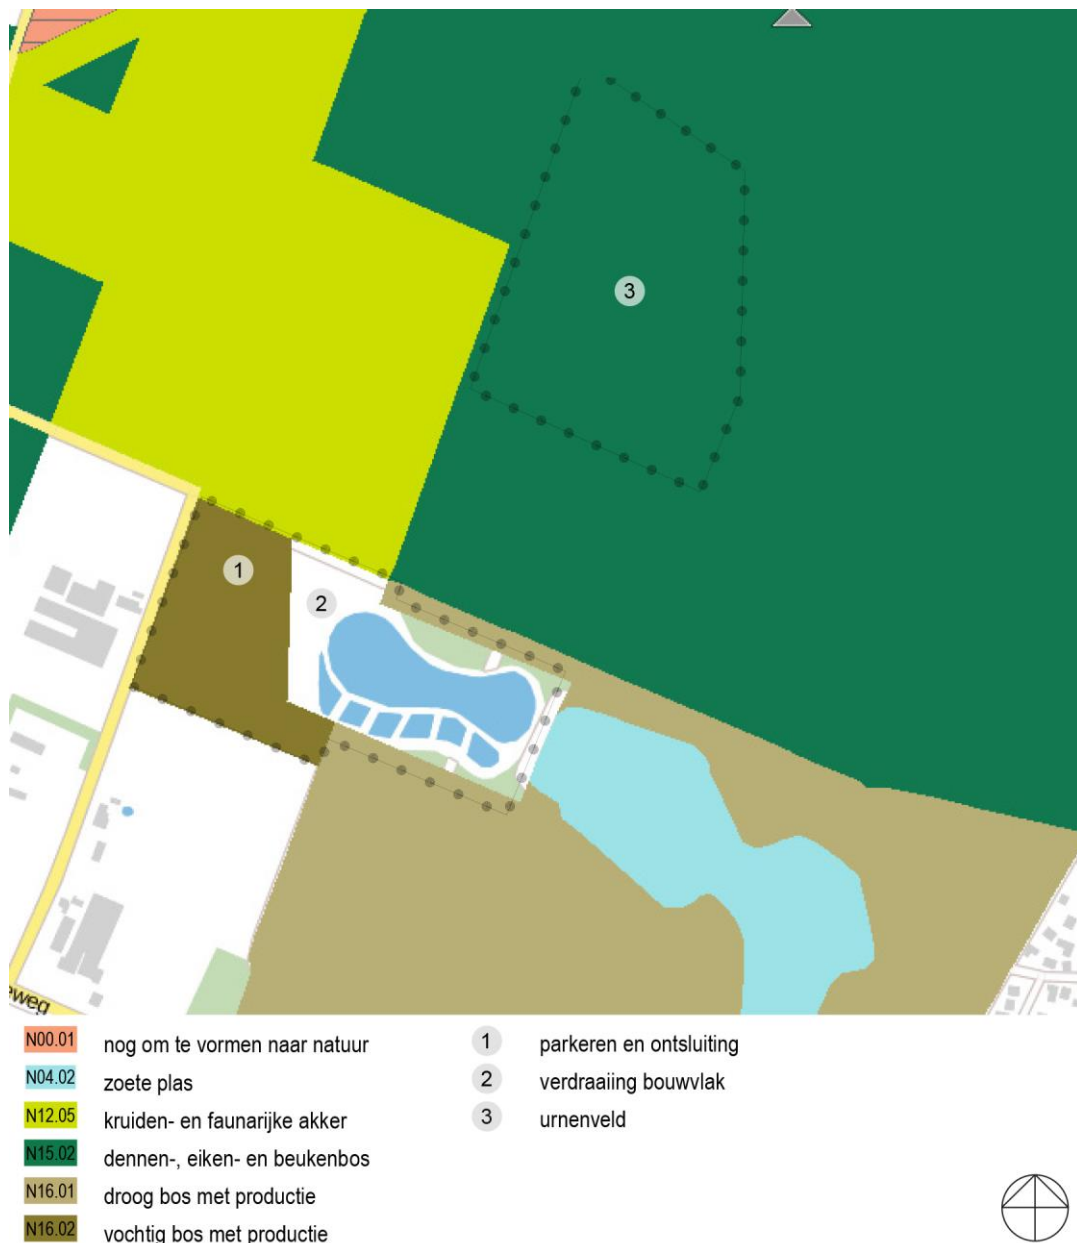 3
1
2
eweg
N00.01 nog om te vormen naar natuur
N04.02 zoete plas
N12.05 kruiden- en faunarijke akker
N15.02 dennen-, eiken- en beukenbos
N16.01 droog bos met productie
N16.02 vochtig bos met productie
1 parkeren en ontsluiting
2 verdraaiing bouwvlak
3 urnenveld